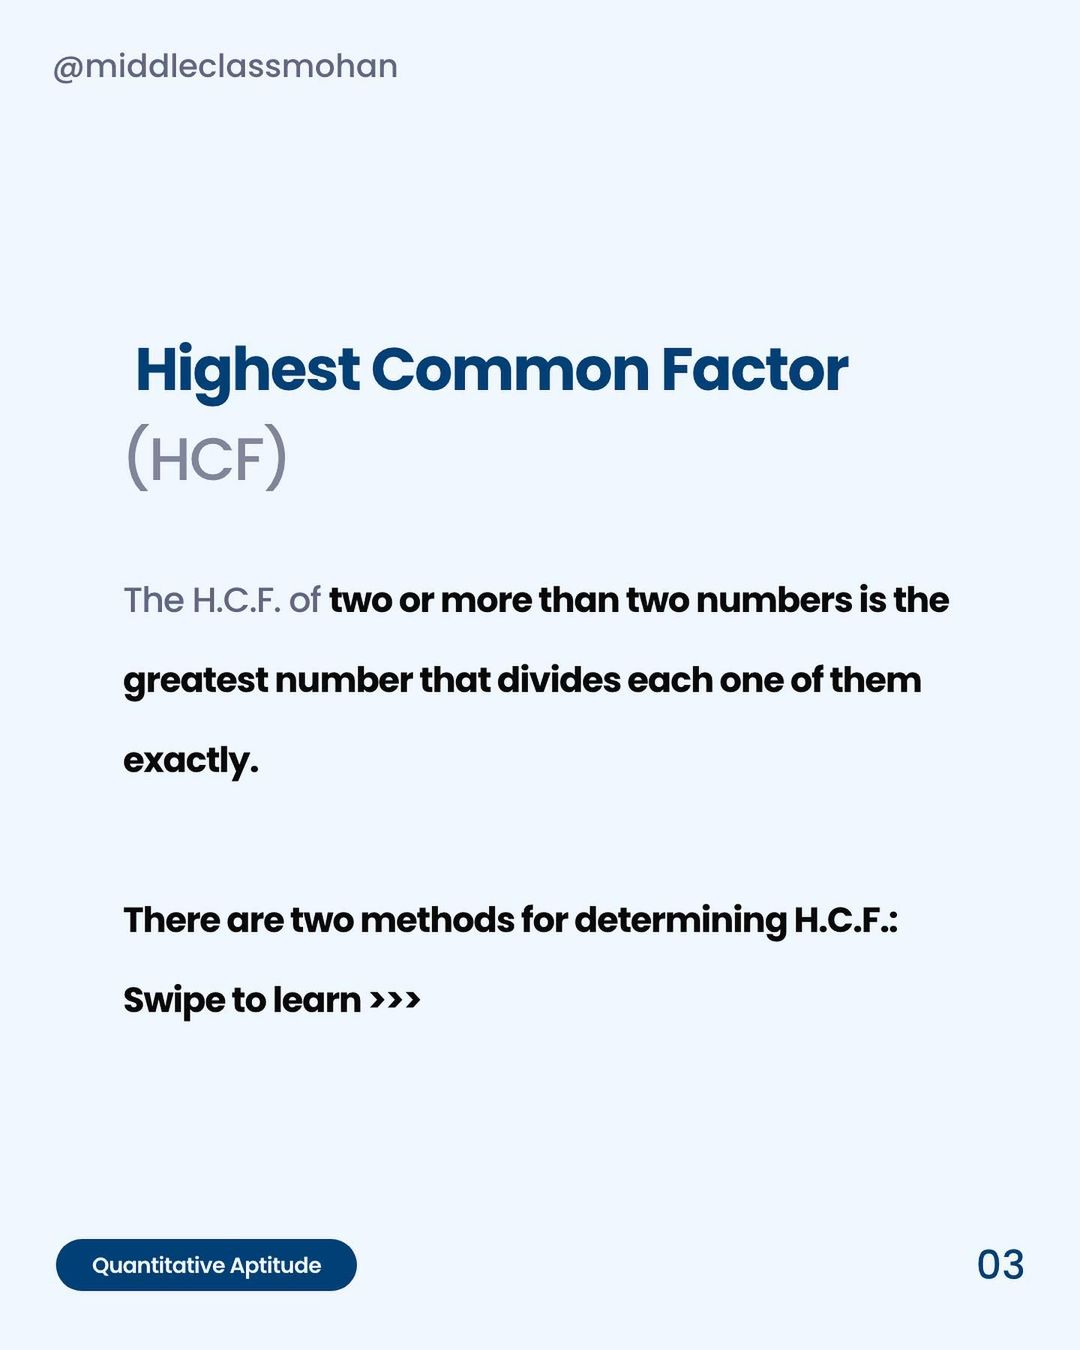 @middleclassmohan
Highest Common Factor
(HCF)
The H.C.F. of two or more than two numbers is the
greatest number that divides each one of them
exactly.
There are two methods for determining H.C.F.:
Swipe to learn >>>
Quantitative Aptitude
03